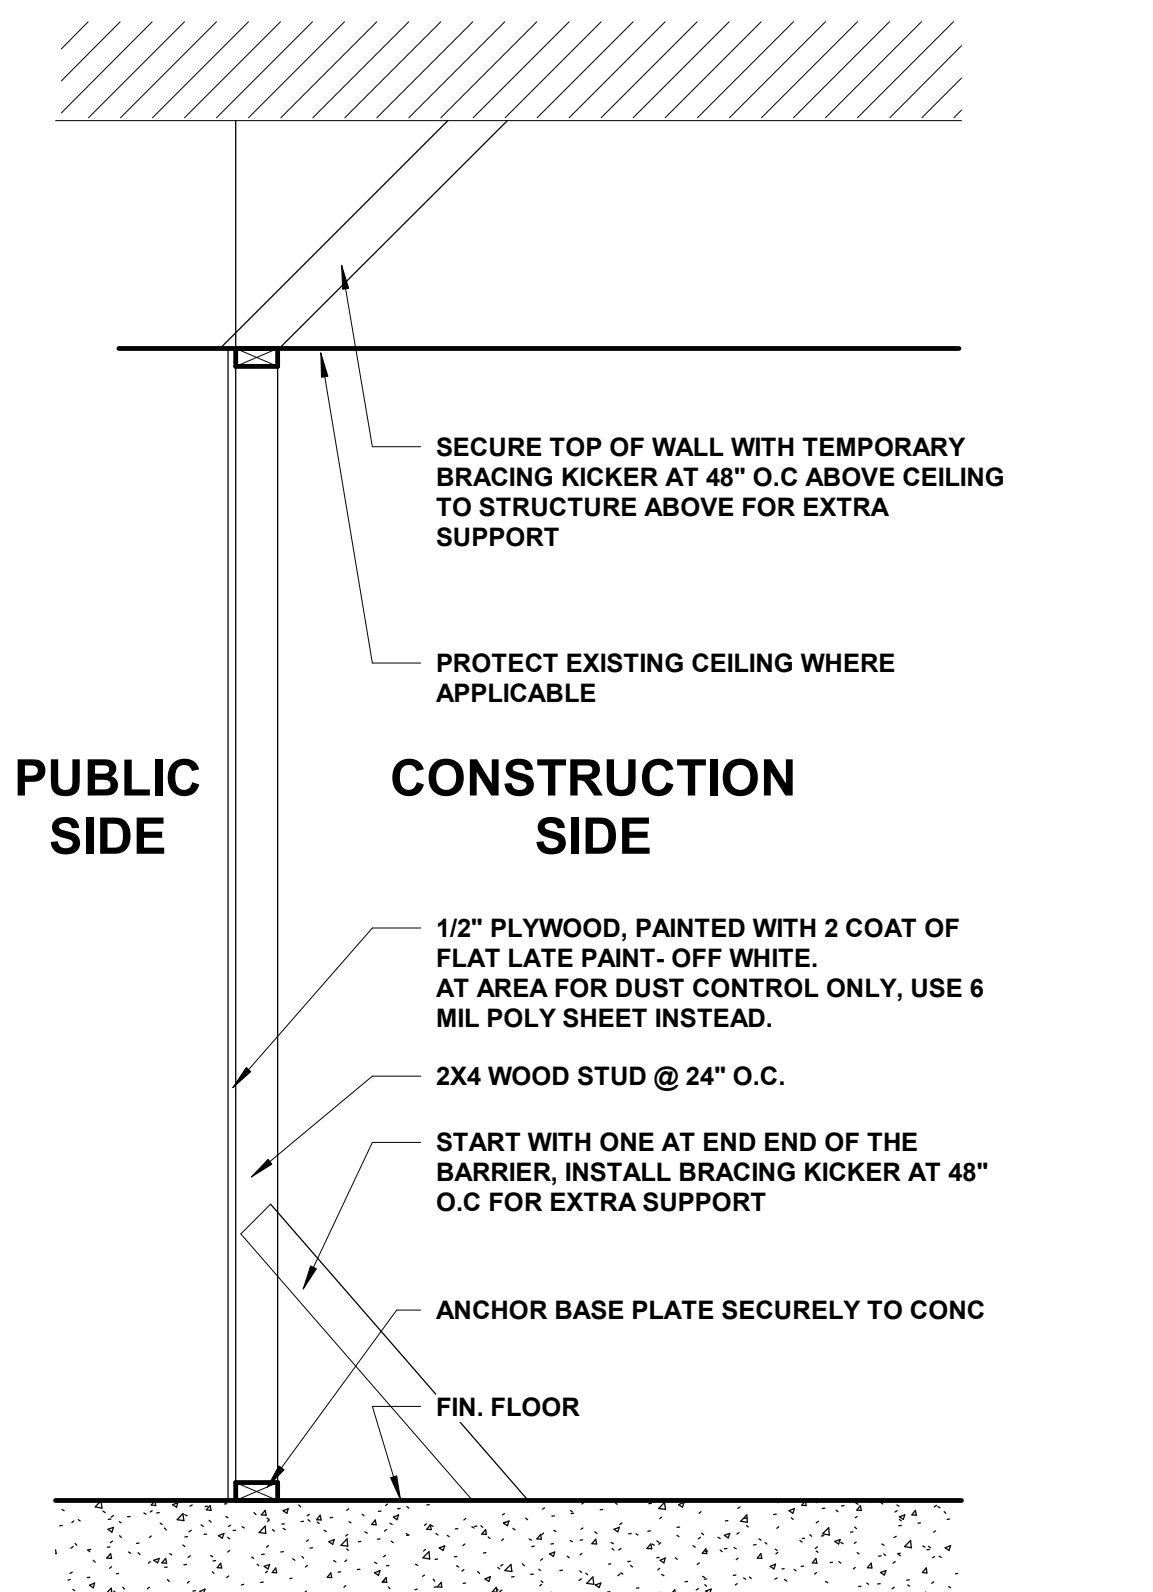 SECURE TOP OF WALL WITH TEMPORARY
BRACING KICKER AT 48" O.C ABOVE CEILING
TO STRUCTURE ABOVE FOR EXTRA
SUPPORT
PROTECT EXISTING CEILING WHERE
APPLICABLE
PUBLIC
SIDE
CONSTRUCTION
SIDE
1/2" PLYWOOD, PAINTED WITH 2 COAT OF
FLAT LATE PAINT- OFF WHITE.
AT AREA FOR DUST CONTROL ONLY, USE 6
MIL POLY SHEET INSTEAD.
2X4 WOOD STUD @ 24" O.C.
START WITH ONE AT END END OF THE
BARRIER, INSTALL BRACING KICKER AT 48"
O.C FOR EXTRA SUPPORT
ANCHOR BASE PLATE SECURELY TO CONC
FIN. FLOOR